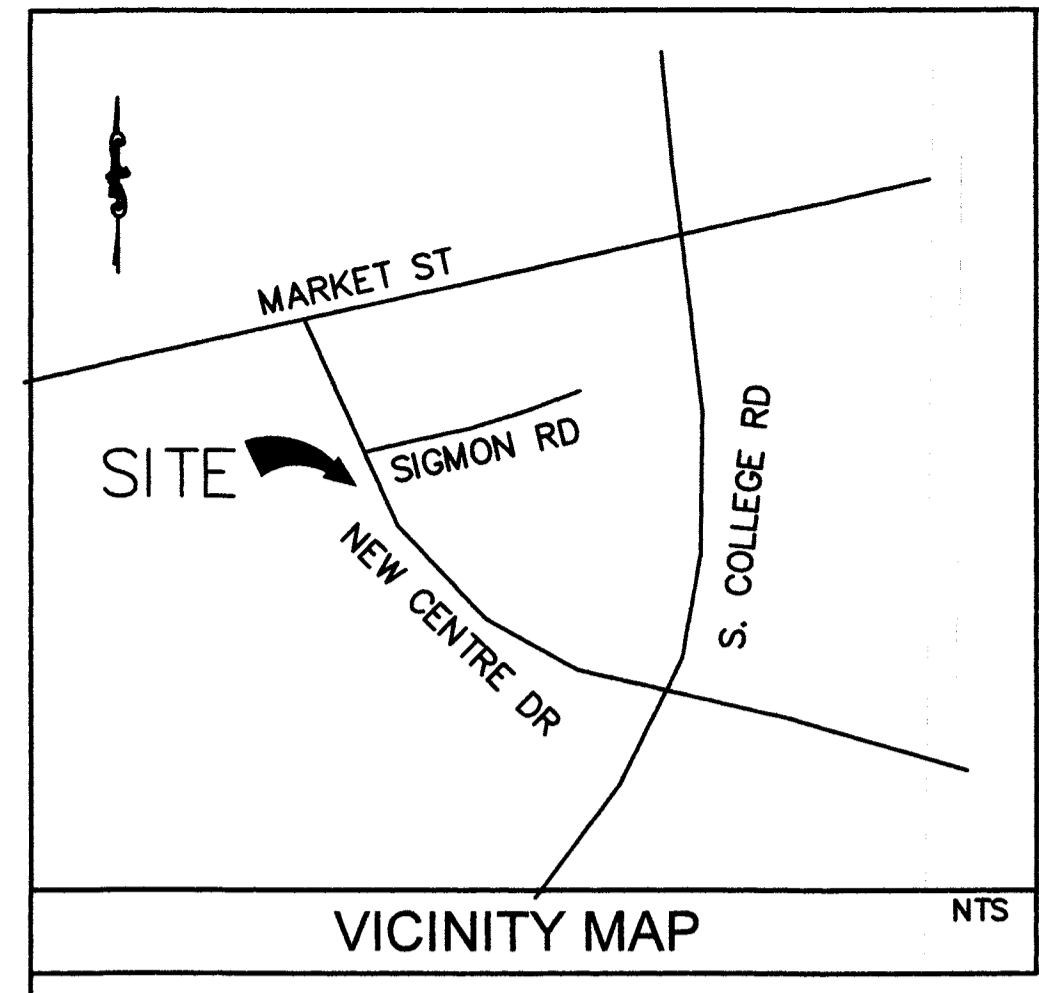 MARKET ST
SITE
SIGMON RD
NEW CENTRE DR
S. COLLEGE RD
VICINITY MAP
NTS